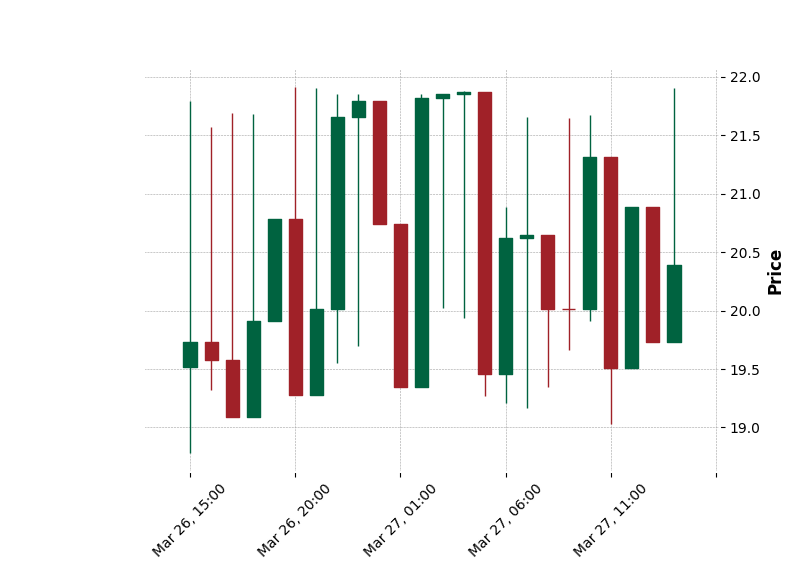 22.0
21.5
21.0
20.5
20.0
19.5
19.0
Price
Mar 26, 15:00
Mar 26, 20:00
Mar 27, 01:00
Mar 27, 06:00
Mar 27, 11:00